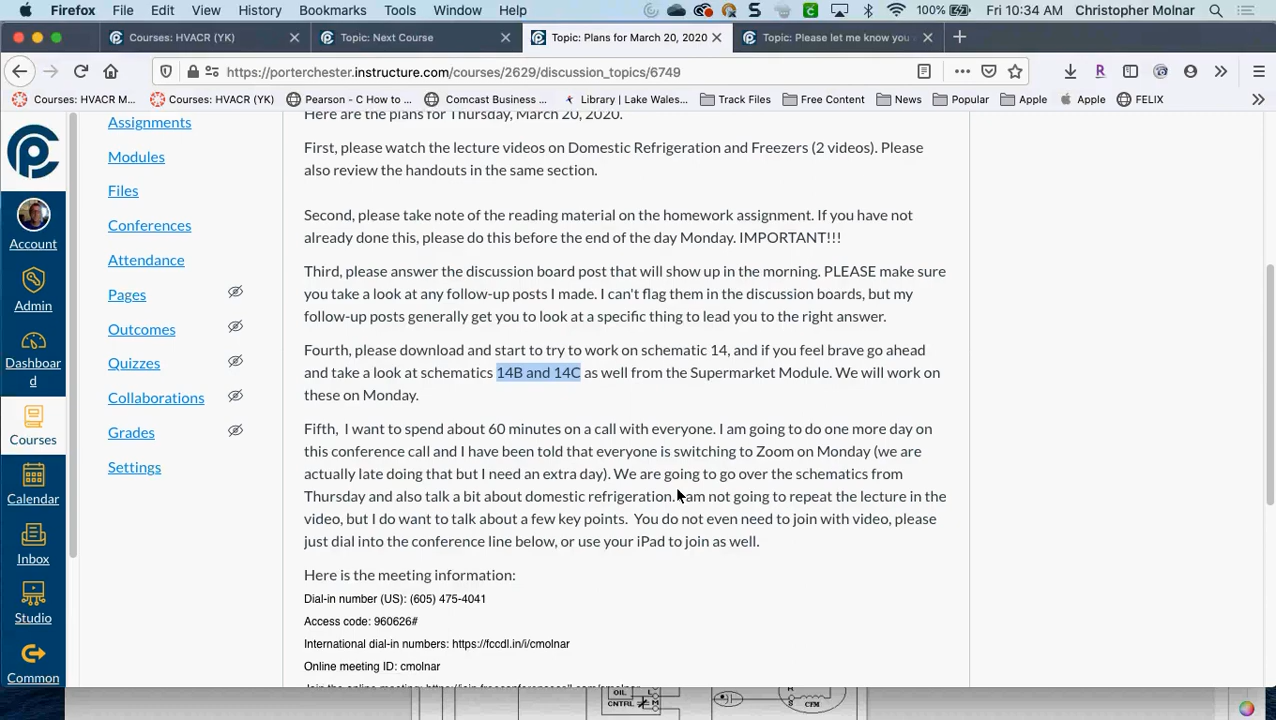 Firefox File Edit View History Bookmarks Tools Window Help 100% Fri 10:34 AM Christopher Molnar
Courses: HVACR (YK) Topic: Next Course Topic: Plans for March 20, 2020 Topic: Please let me know you
https://porterchester.instructure.com/courses/2629/discussion_topics/6749
Courses: HVACR M... Courses: HVACR (YK) Pearson - C How to ... Comcast Business ... Library | Lake Wales... Track Files Free Content News Popular Apple Apple FELIX
Account
Admin
Dashboar
d
Courses
Calendar
Inbox
Studio
Common
Assignments
Modules
Files
Conferences
Attendance
Pages
Outcomes
Quizzes
Collaborations
Grades
Settings
Here are the plans for Thursday, March 20, 2020.
First, please watch the lecture videos on Domestic Refrigeration and Freezers (2 videos). Please
also review the handouts in the same section.
Second, please take note of the reading material on the homework assignment. If you have not
already done this, please do this before the end of the day Monday. IMPORTANT!!!
Third, please answer the discussion board post that will show up in the morning. PLEASE make sure
you take a look at any follow-up posts I made. I can't flag them in the discussion boards, but my
follow-up posts generally get you to look at a specific thing to lead you to the right answer.
Fourth, please download and start to try to work on schematic 14, and if you feel brave go ahead
and take a look at schematics 14B and 14C as well from the Supermarket Module. We will work on
these on Monday.
Fifth, I want to spend about 60 minutes on a call with everyone. I am going to do one more day on
this conference call and I have been told that everyone is switching to Zoom on Monday (we are
actually late doing that but I need an extra day). We are going to go over the schematics from
Thursday and also talk a bit about domestic refrigeration. I am not going to repeat the lecture in the
video, but I do want to talk about a few key points. You do not even need to join with video, please
just dial into the conference line below, or use your iPad to join as well.
Here is the meeting information:
Dial-in number (US): (605) 475-4041
Access code: 960626#
International dial-in numbers: https://fccdl.in/i/cmolnar
Online meeting ID: cmolnar
OIL
CNTRL
CFM